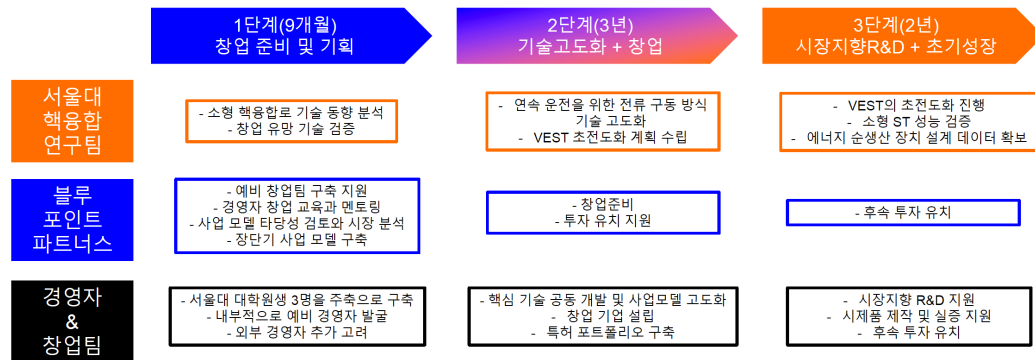 1단계(9개월)
창업 준비 및 기획
2단계(3년)
기술고도화 + 창업
3단계(2년)
시장지향R&D + 초기성장
서울대
핵융합
연구팀
- 소형 핵융합로 기술 동향 분석
- 창업 유망 기술 검증
- 연속 운전을 위한 전류 구동 방식
기술 고도화
- VEST 초전도화 계획 수립
- VEST의 초전도화 진행
- 소형 ST 성능 검증
- 에너지 순생산 장치 설계 데이터 확보
블루
포인트
파트너스
- 예비 창업팀 구축 지원
- 경영자 창업 교육과 멘토링
- 사업 모델 타당성 검토와 시장 분석
- 장단기 사업 모델 구축
- 창업준비
- 투자 유치 지원
- 후속 투자 유치
경영자
&
창업팀
- 서울대 대학원생 3명을 주축으로 구축
- 내부적으로 예비 경영자 발굴
- 외부 경영자 추가 고려
- 핵심 기술 공동 개발 및 사업모델 고도화
- 창업 기업 설립
- 특허 포트폴리오 구축
- 시장지향 R&D 지원
- 시제품 제작 및 실증 지원
- 후속 투자 유치